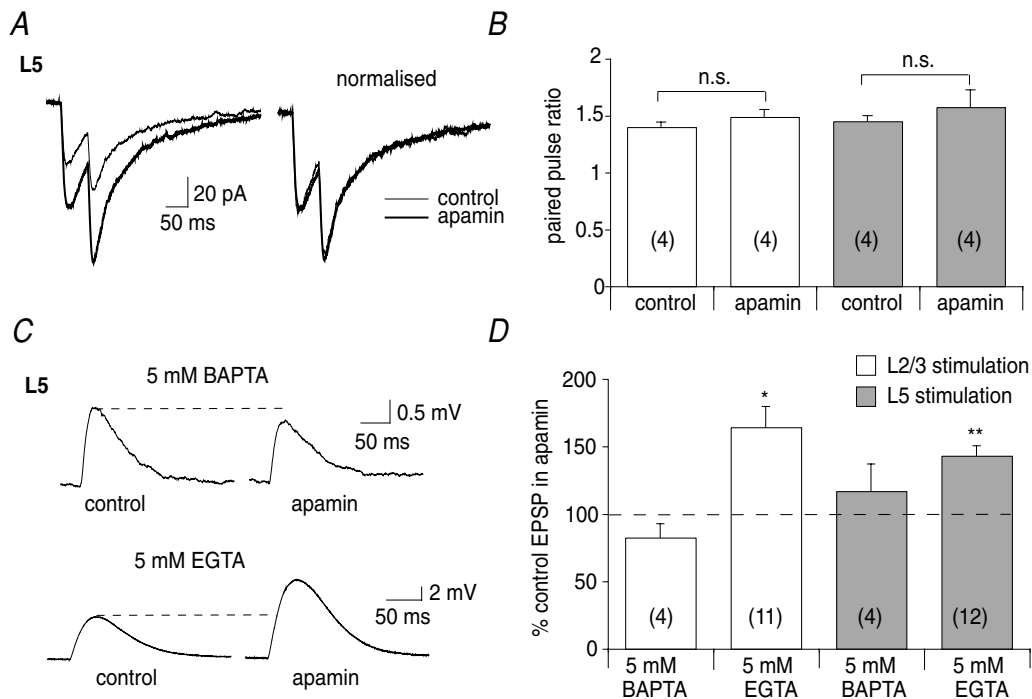 A
L5
normalised
20 pA
50 ms
control
apamin
B
paired pulse ratio
2
1.5
1
0.5
0
n.s.
n.s.
(4)
(4)
(4)
(4)
control
apamin
control
apamin
C
L5
5 mM BAPTA
0.5 mV
50 ms
control
apamin
5 mM EGTA
2 mV
50 ms
control
apamin
D
L2/3 stimulation
L5 stimulation
% control EPSP in apamin
200
150
100
50
0
*
**
(4)
(11)
(4)
(12)
5 mM BAPTA
5 mM EGTA
5 mM BAPTA
5 mM EGTA